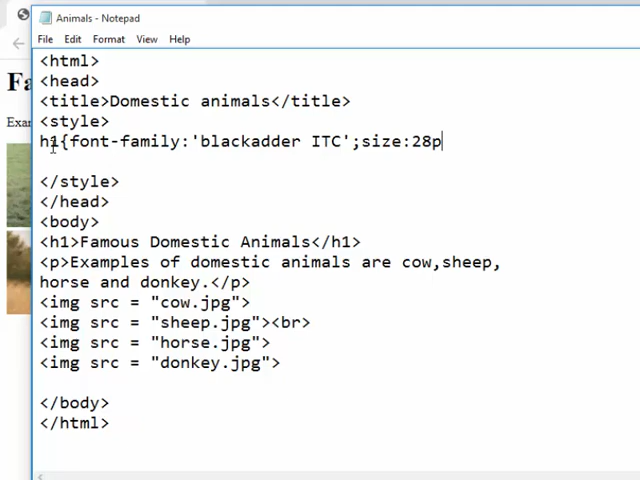 Animals - Notepad
File Edit Format View Help
<html>
<head>
<title>Domestic animals</title>
<style>
h1{font-family:'blackadder ITC';size:28p
</style>
</head>
<body>
<h1>Famous Domestic Animals</h1>
<p>Examples of domestic animals are cow,sheep,
horse and donkey.</p>
<img src = "cow.jpg">
<img src = "sheep.jpg"><br>
<img src = "horse.jpg">
<img src = "donkey.jpg">
</body>
</html>